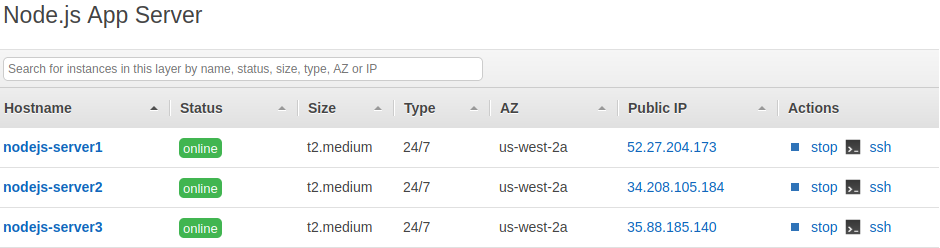 Node.js App Server
Search for instances in this layer by name, status, size, type, AZ or IP
Hostname Status Size Type AZ Public IP Actions
nodejs-server1 online t2.medium 24/7 us-west-2a 52.27.204.173 stop ssh
nodejs-server2 online t2.medium 24/7 us-west-2a 34.208.105.184 stop ssh
nodejs-server3 online t2.medium 24/7 us-west-2a 35.88.185.140 stop ssh